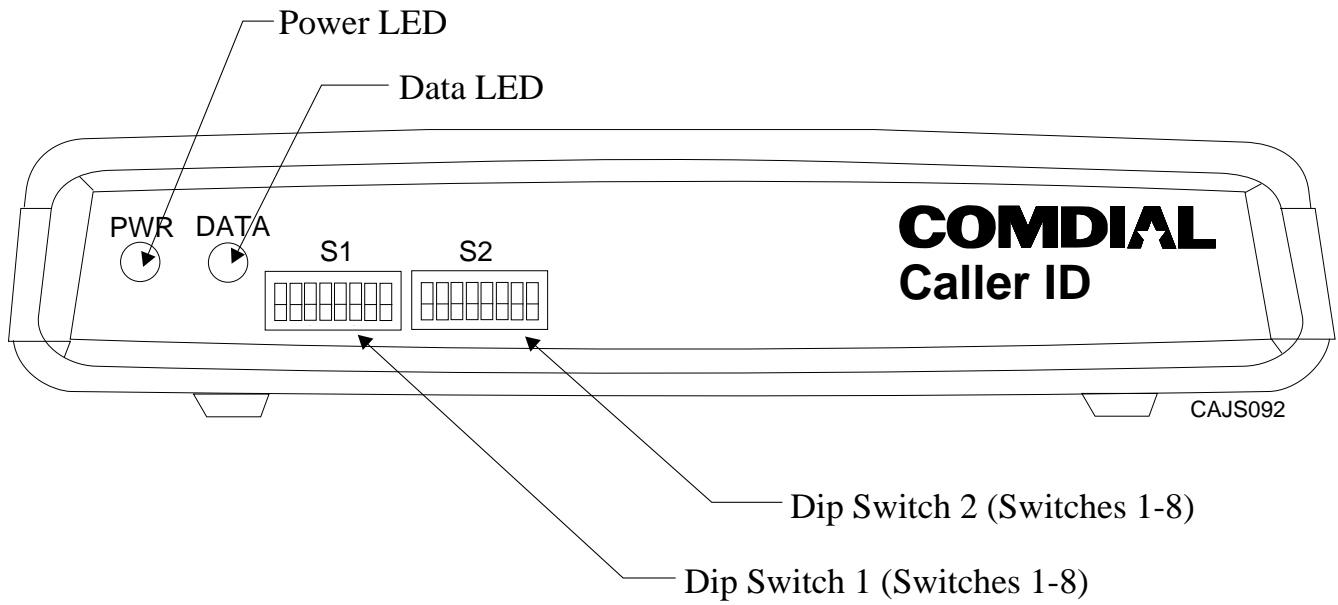 Power LED
Data LED
PWR DATA
S1 S2
COMDIAL
Caller ID
CAJS092
Dip Switch 2 (Switches 1-8)
Dip Switch 1 (Switches 1-8)